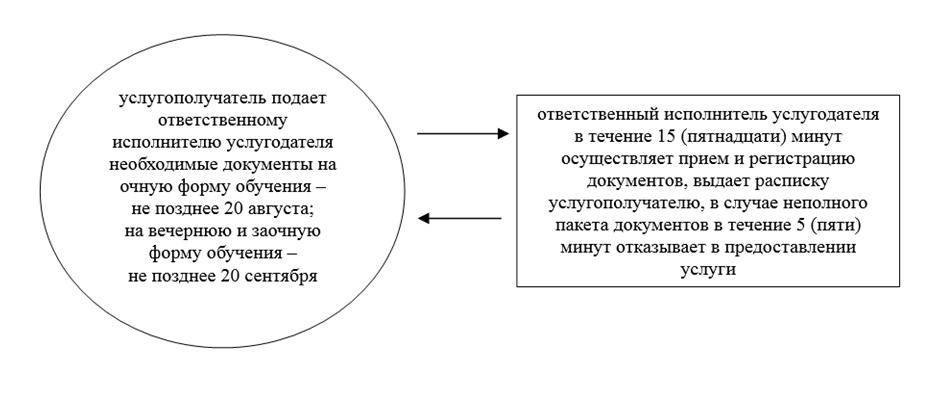 услугополучатель подает
ответственному
исполнителю услугодателя
необходимые документы на
очную форму обучения –
не позднее 20 августа;
на вечернюю и заочную
форму обучения –
не позднее 20 сентября
ответственный исполнитель услугодателя
в течение 15 (пятнадцати) минут
осуществляет прием и регистрацию
документов, выдает расписку
услугополучателю, в случае неполного
пакета документов в течение 5 (пяти)
минут отказывает в предоставлении
услуги